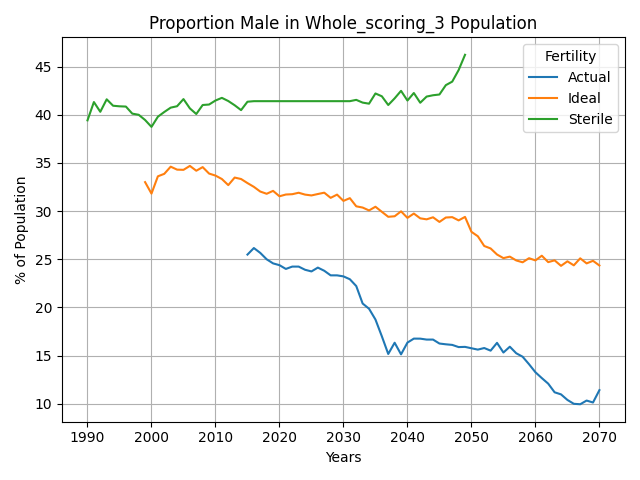 Proportion Male in Whole_scoring_3 Population
% of Population
45
40
35
30
25
20
15
10
Fertility
Actual
Ideal
Sterile
1990 2000 2010 2020 2030 2040 2050 2060 2070
Years